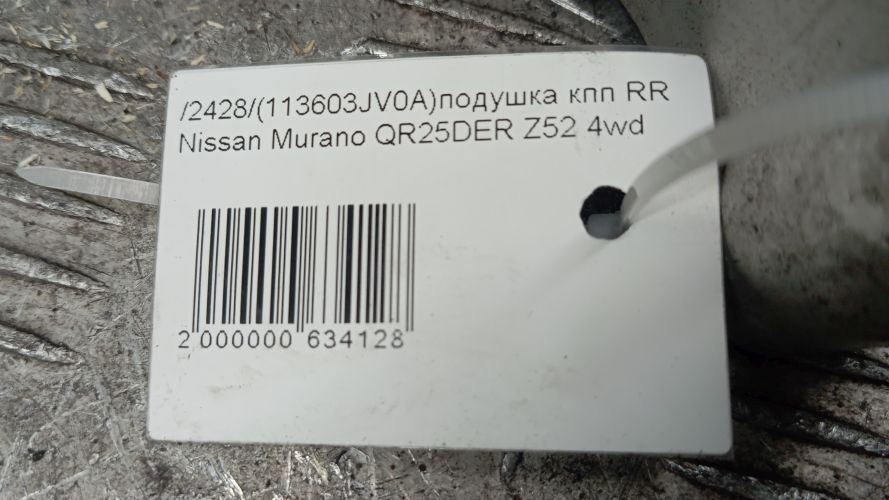 /2428/(113603JV0A)подушка кпп RR
Nissan Murano QR25DER Z52 4wd
2 000000 634128